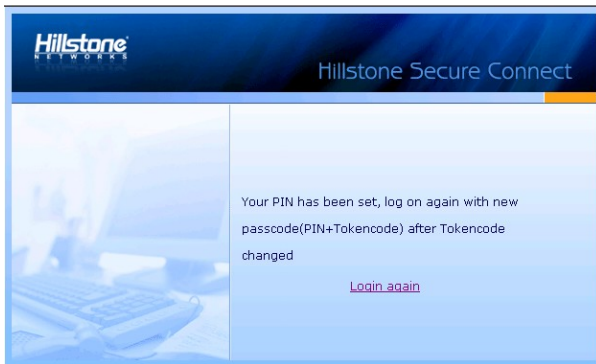 Hillstone
NETWORKS
Hillstone Secure Connect
Your PIN has been set, log on again with new
passcode(PIN+Tokencode) after Tokencode
changed
Login again